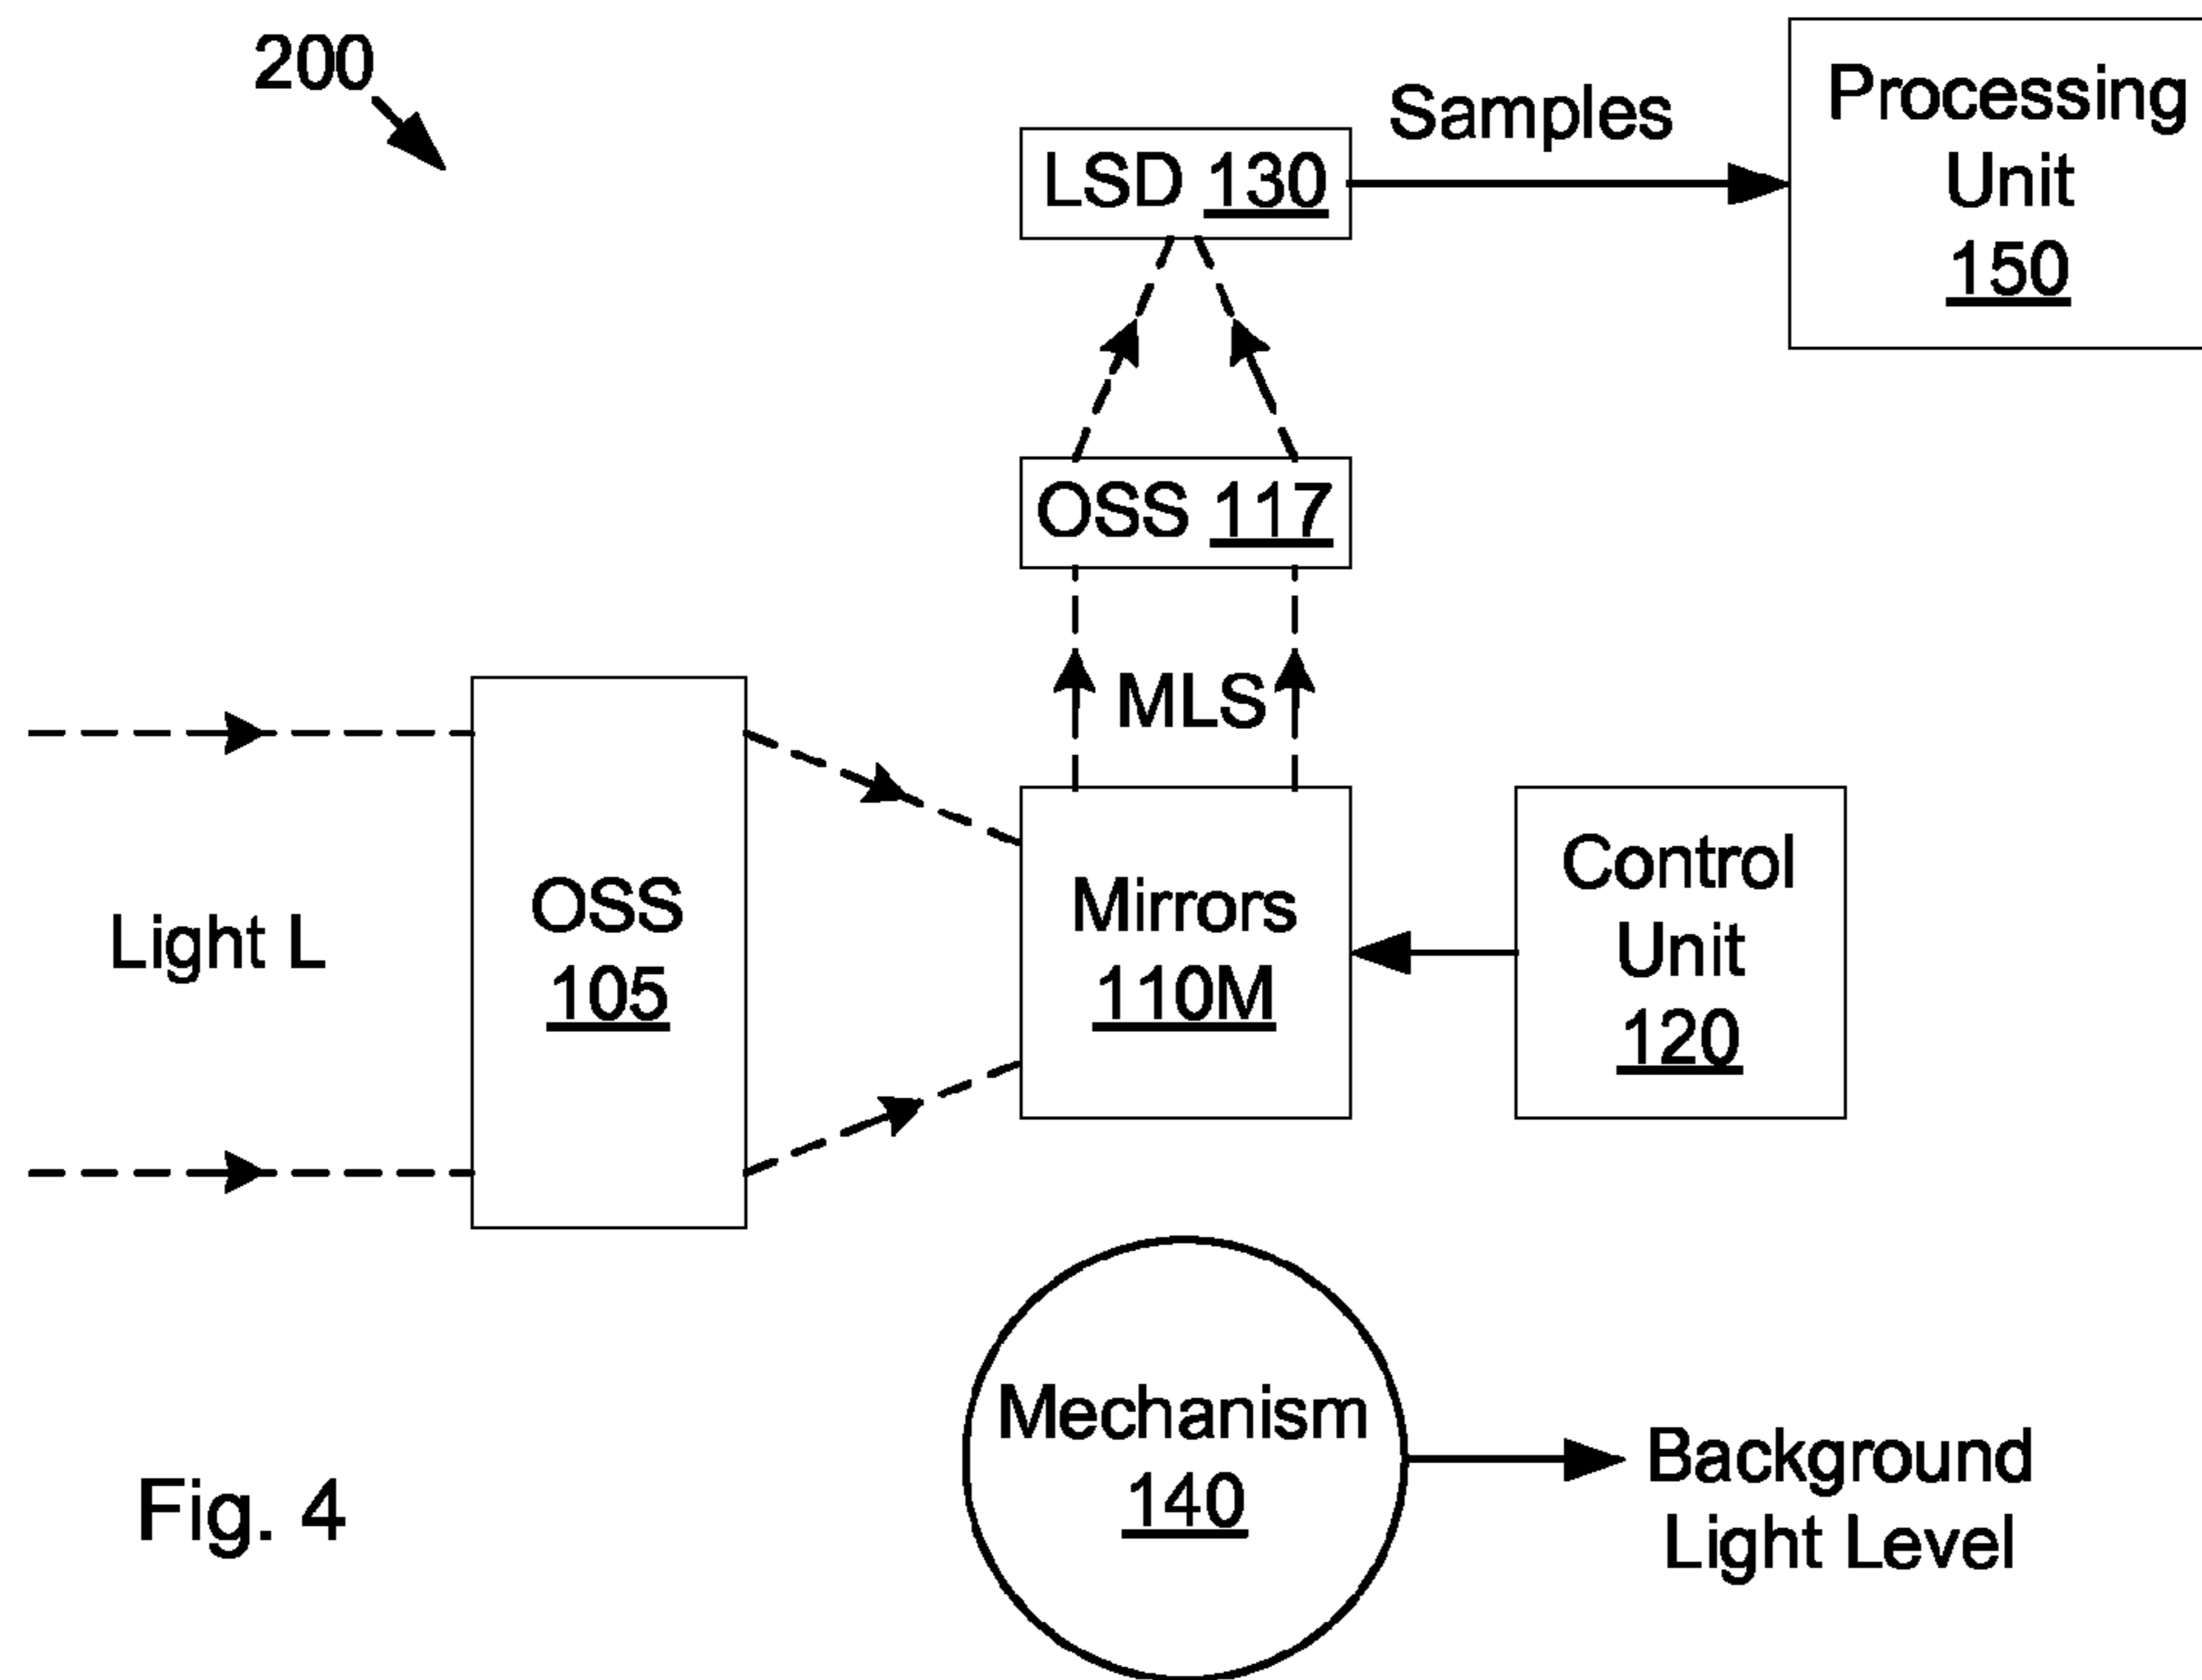 200
LSD 130
Samples
Processing
Unit
150
OSS 117
MLS
Light L
OSS
105
Mirrors
110M
Control
Unit
120
Mechanism
140
Background
Light Level
Fig. 4